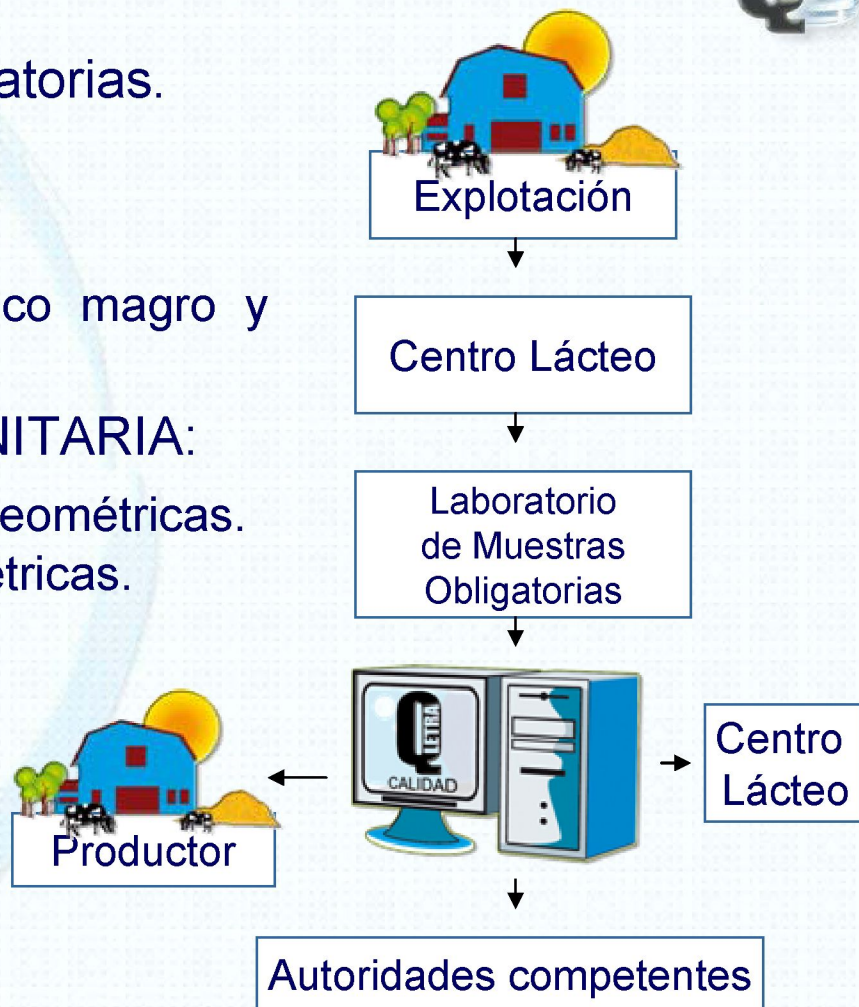 atorias.
co magro y
NITARIA:
eométricas.
étricas.
Explotación
Centro Lácteo
Laboratorio
de Muestras
Obligatorias
Q
LETRA
CALIDAD
Centro
Lácteo
Productor
Autoridades competentes